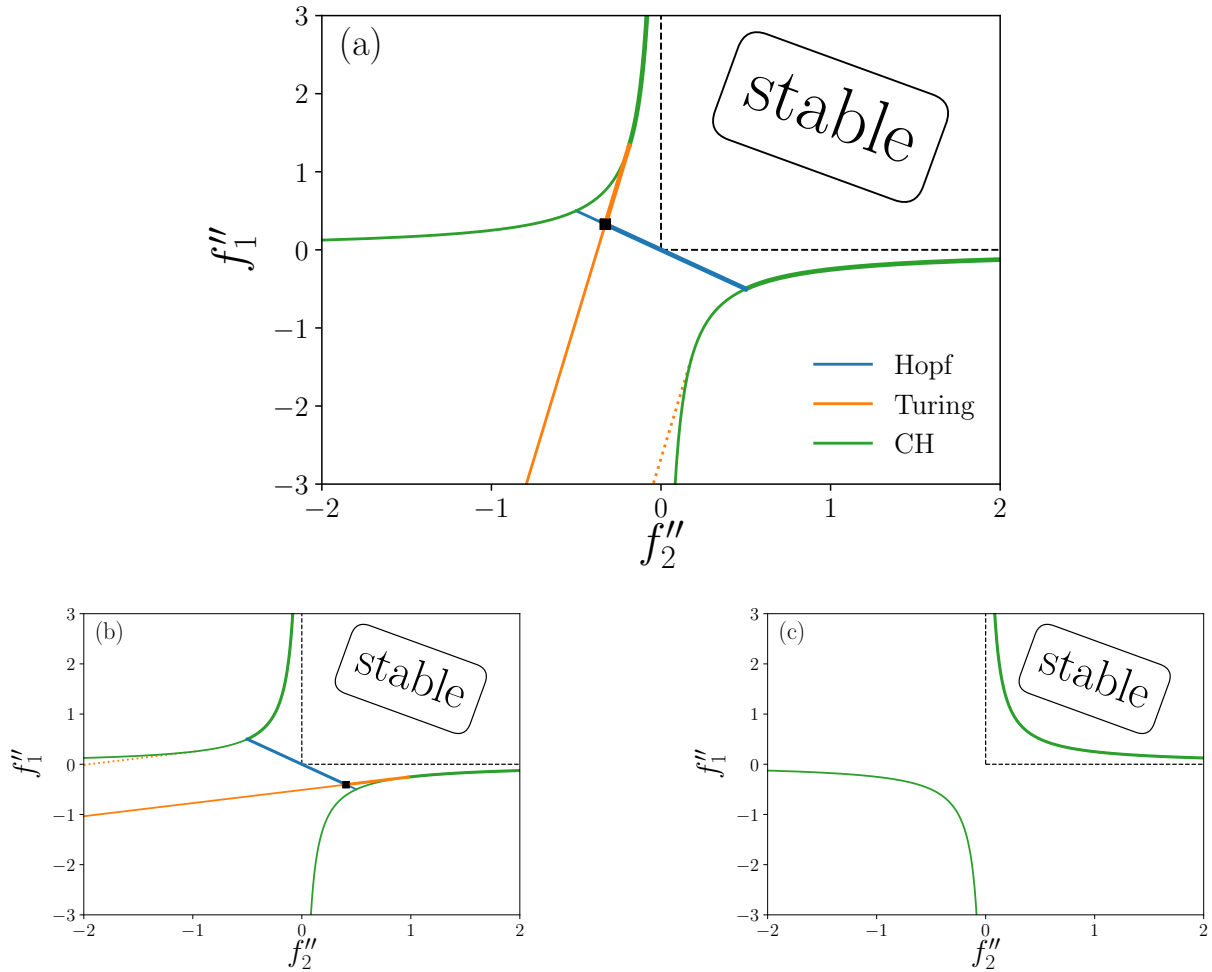 (a)
stable
3
2
1
0
−1
−2
−3
f″₁
Hopf
Turing
CH
−2 −1 0 1 2
f″₂
(b)
stable
3
2
1
0
−1
−2
−3
f″₁
−2 −1 0 1 2
f″₂
(c)
stable
3
2
1
0
−1
−2
−3
f″₁
−2 −1 0 1 2
f″₂